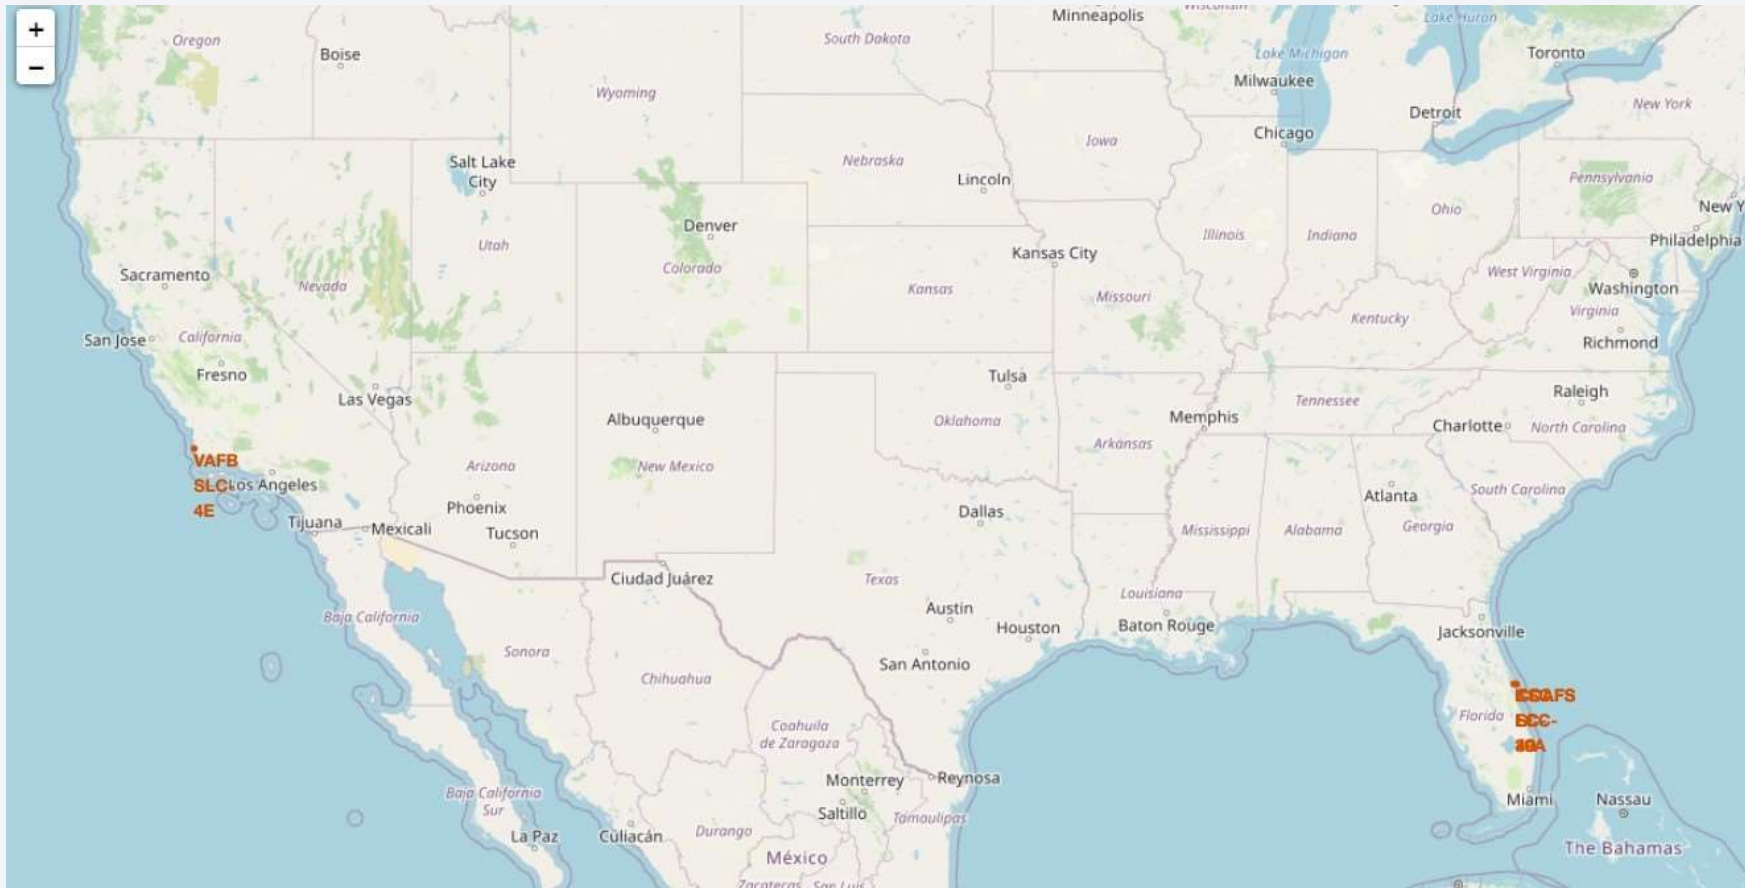 +
−
Oregon
Boise
South Dakota
Minneapolis
Wisconsin
Lake Huron
Toronto
Lake Michigan
Milwaukee
Wyoming
Detroit
New York
Chicago
Iowa
Salt Lake
City
Nebraska
Lincoln
Pennsylvania
New Y
Denver
Ohio
Illinois
Indiana
Philadelphia
Utah
Kansas City
Sacramento
Nevada
Colorado
Kansas
Missouri
West Virginia
Washington
Virginia
Kentucky
San Jose
California
Richmond
Fresno
Las Vegas
Tulsa
Raleigh
Tennessee
Albuquerque
Oklahoma
Memphis
Charlotte
North Carolina
Arkansas
VAFB
SLC-
4E
Los Angeles
Arizona
New Mexico
South Carolina
Atlanta
Phoenix
Dallas
Tijuana
Mexicali
Tucson
Mississippi
Alabama
Georgia
Ciudad Juárez
Texas
Louisiana
Austin
Baja California
Houston
Baton Rouge
Jacksonville
Sonora
San Antonio
Chihuahua
Florida
Coahuila
de Zaragoza
Monterrey
Reynosa
Baja California
Sur
Saltillo
Tamaulipas
Miami
Nassau
La Paz
Culiacán
Durango
México
The Bahamas
Zacatecas
San Luis